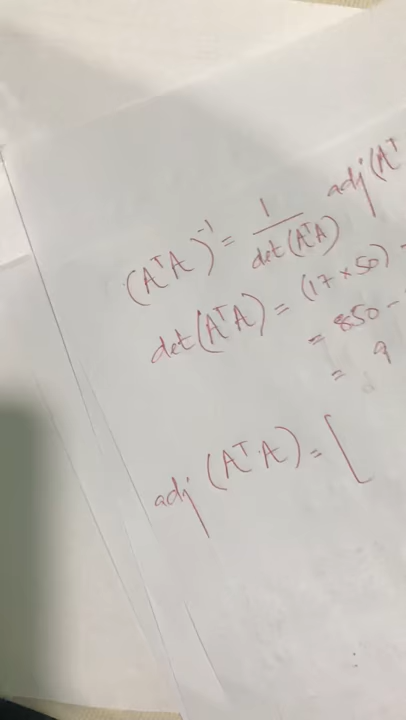 (AᵀA)⁻¹ = 1/det(AᵀA) adj(Aᵀ
det(AᵀA) = (17 × 50) -
= 850 -
= 9
adj (Aᵀ·A) = [